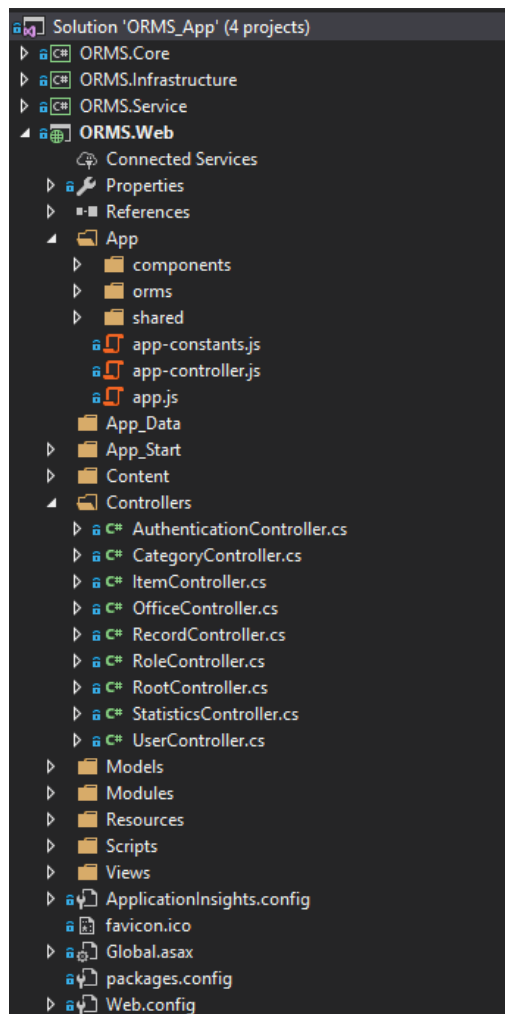 Solution 'ORMS_App' (4 projects)
C# ORMS.Core
C# ORMS.Infrastructure
C# ORMS.Service
ORMS.Web
Connected Services
Properties
References
App
components
orms
shared
app-constants.js
app-controller.js
app.js
App_Data
App_Start
Content
Controllers
C# AuthenticationController.cs
C# CategoryController.cs
C# ItemController.cs
C# OfficeController.cs
C# RecordController.cs
C# RoleController.cs
C# RootController.cs
C# StatisticsController.cs
C# UserController.cs
Models
Modules
Resources
Scripts
Views
ApplicationInsights.config
favicon.ico
Global.asax
packages.config
Web.config